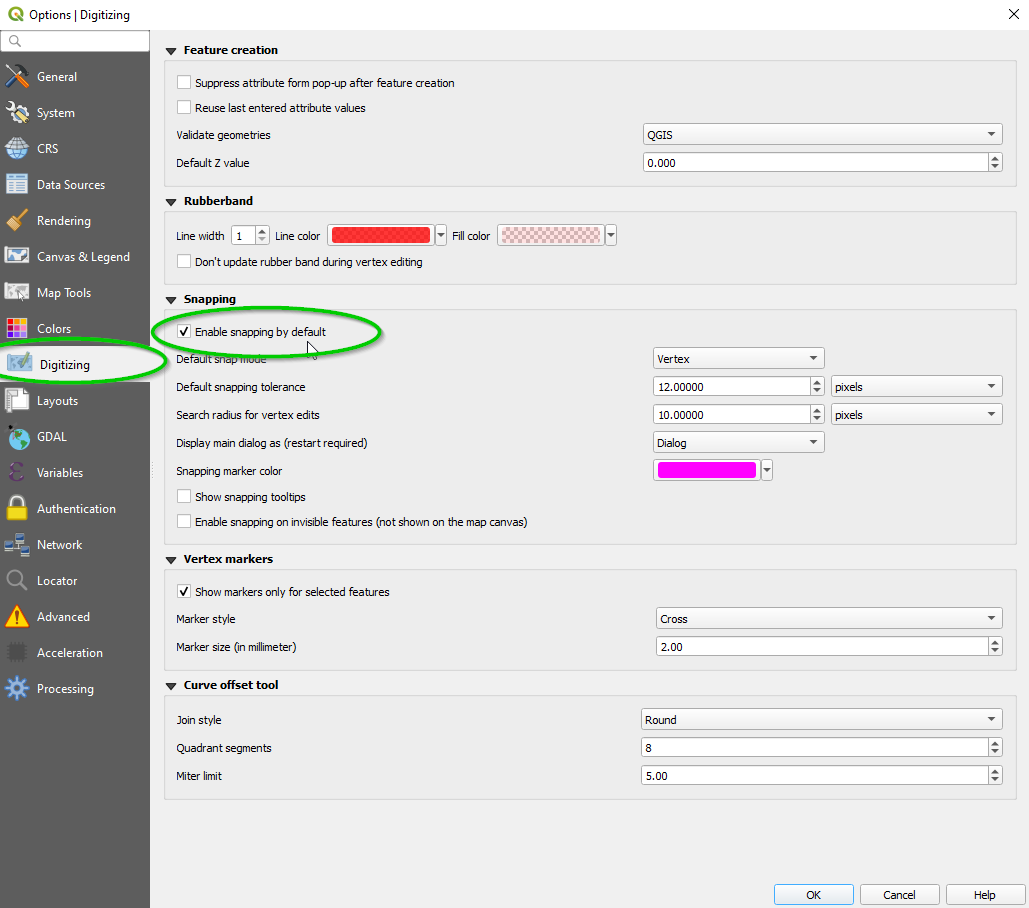 Options | Digitizing
General
System
CRS
Data Sources
Rendering
Canvas & Legend
Map Tools
Colors
Digitizing
Layouts
GDAL
Variables
Authentication
Network
Locator
Advanced
Acceleration
Processing
Feature creation
Suppress attribute form pop-up after feature creation
Reuse last entered attribute values
Validate geometries QGIS
Default Z value 0.000
Rubberband
Line width 1 Line color Fill color
Don't update rubber band during vertex editing
Snapping
Enable snapping by default
Default snap mode Vertex
Default snapping tolerance 12.00000 pixels
Search radius for vertex edits 10.00000 pixels
Display main dialog as (restart required) Dialog
Snapping marker color
Show snapping tooltips
Enable snapping on invisible features (not shown on the map canvas)
Vertex markers
Show markers only for selected features
Marker style Cross
Marker size (in millimeter) 2.00
Curve offset tool
Join style Round
Quadrant segments 8
Miter limit 5.00
OK Cancel Help